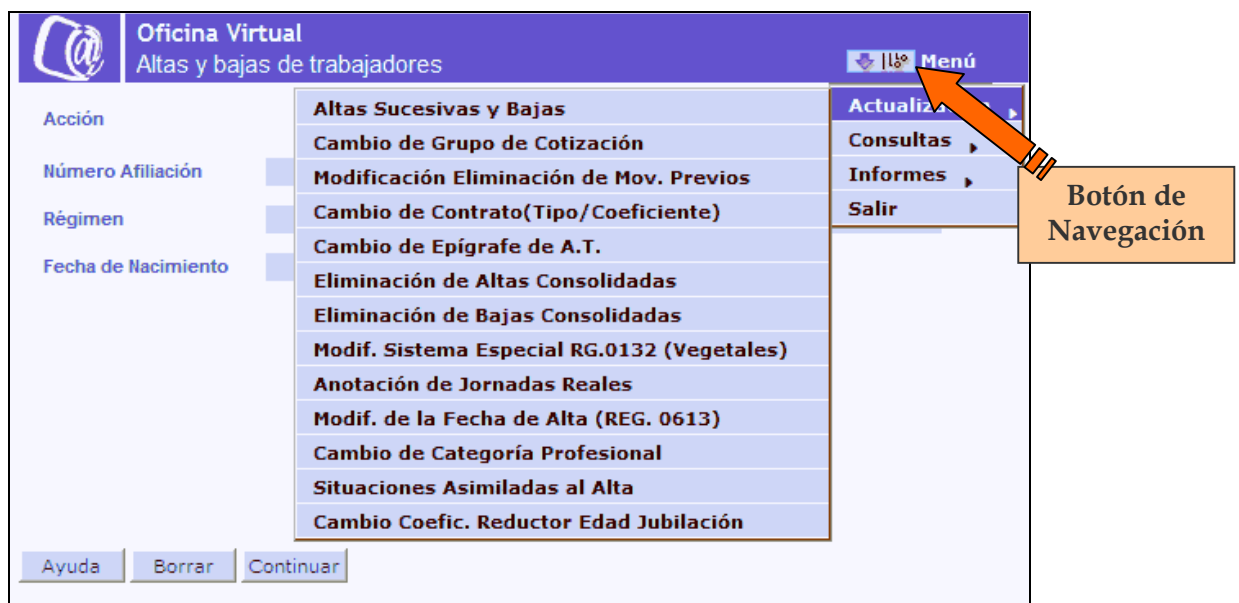 Oficina Virtual
Altas y bajas de trabajadores
Menú
Acción
Número Afiliación
Régimen
Fecha de Nacimiento
Altas Sucesivas y Bajas
Cambio de Grupo de Cotización
Modificación Eliminación de Mov. Previos
Cambio de Contrato(Tipo/Coeficiente)
Cambio de Epígrafe de A.T.
Eliminación de Altas Consolidadas
Eliminación de Bajas Consolidadas
Modif. Sistema Especial RG.0132 (Vegetales)
Anotación de Jornadas Reales
Modif. de la Fecha de Alta (REG. 0613)
Cambio de Categoría Profesional
Situaciones Asimiladas al Alta
Cambio Coefic. Reductor Edad Jubilación
Consultas
Informes
Salir
Botón de
Navegación
Ayuda Borrar Continuar